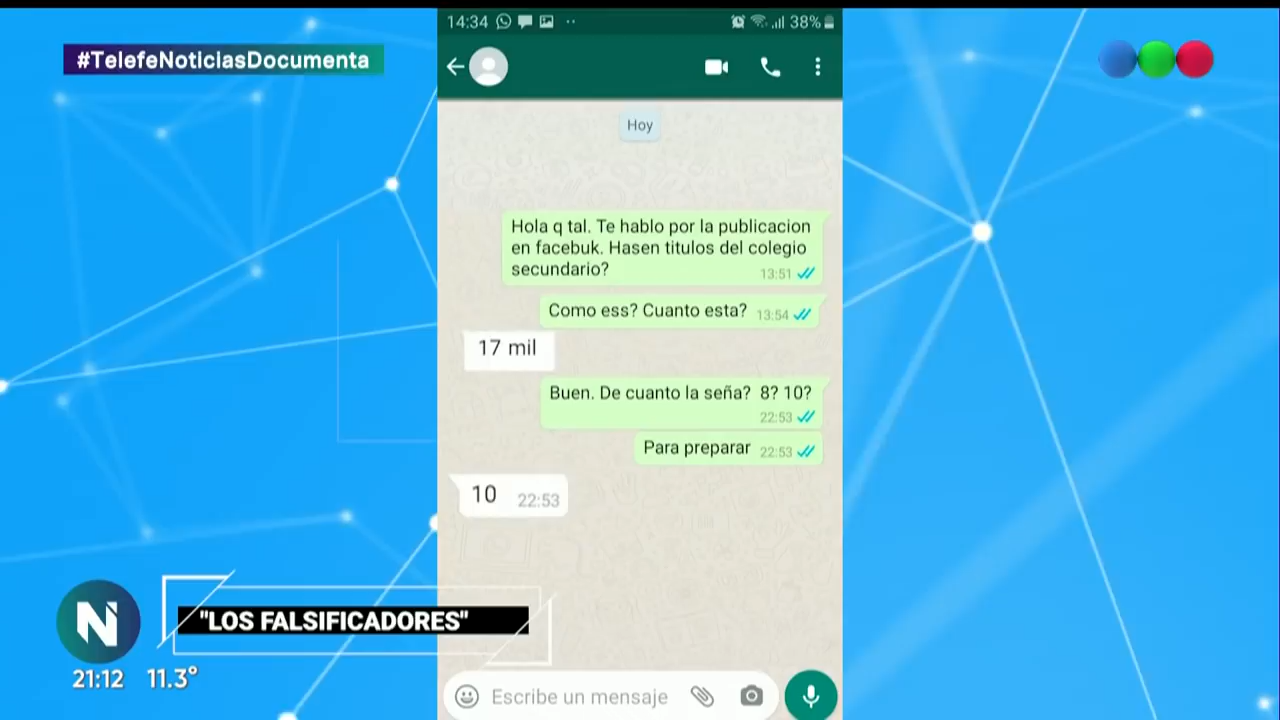 #TelefeNoticiasDocumenta
14:34
38%
Hoy
Hola q tal. Te hablo por la publicacion
en facebuk. Hasen titulos del colegio
secundario?
13:51
Como ess? Cuanto esta? 13:54
17 mil
Buen. De cuanto la seña? 8? 10?
22:53
Para preparar 22:53
10 22:53
Escribe un mensaje
N
"LOS FALSIFICADORES"
21:12 11.3°